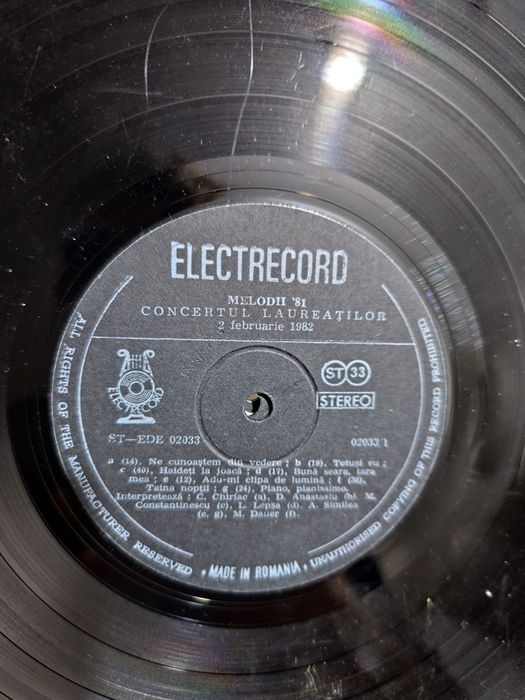 ELECTRECORD
MELODII '81
CONCERTUL LAUREAȚILOR
2 februarie 1982
ELECTRECORD
ST 33
STEREO
ST—EDE 02033
02033 1
a (14). Ne cunoaștem din vedere; b (19). Totuși eu;
c (40). Haideți la joacă; d (17). Bună seara, țara
mea; e (12). Adu-mi clipa de lumină; f (38).
Taina nopții; g (24). Piano, pianissimo.
Interpretează: C. Chiriac (a), D. Anastasiu (b) M.
Constantinescu (c), L. Lepșa (d) A. Similea
(e, g), M. Dauer (f).
ALL RIGHTS OF THE MANUFACTURER RESERVED • MADE IN ROMANIA • UNAUTHORISED COPYING OF THIS RECORD PROHIBITED